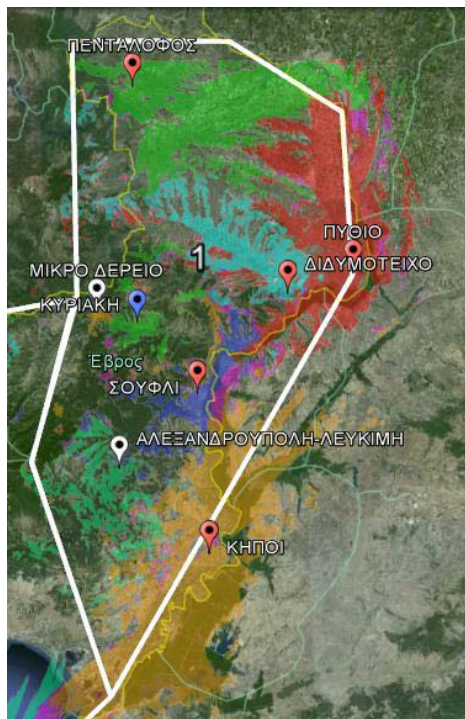 ΠΕΝΤΑΛΟΦΟΣ
ΠΥΘΙΟ
1
ΔΙΔΥΜΟΤΕΙΧΟ
ΜΙΚΡΟ ΔΕΡΕΙΟ
ΚΥΡΙΑΚΗ
Έβρος
ΣΟΥΦΛΙ
ΑΛΕΞΑΝΔΡΟΥΠΟΛΗ-ΛΕΥΚΙΜΗ
ΚΗΠΟΙ